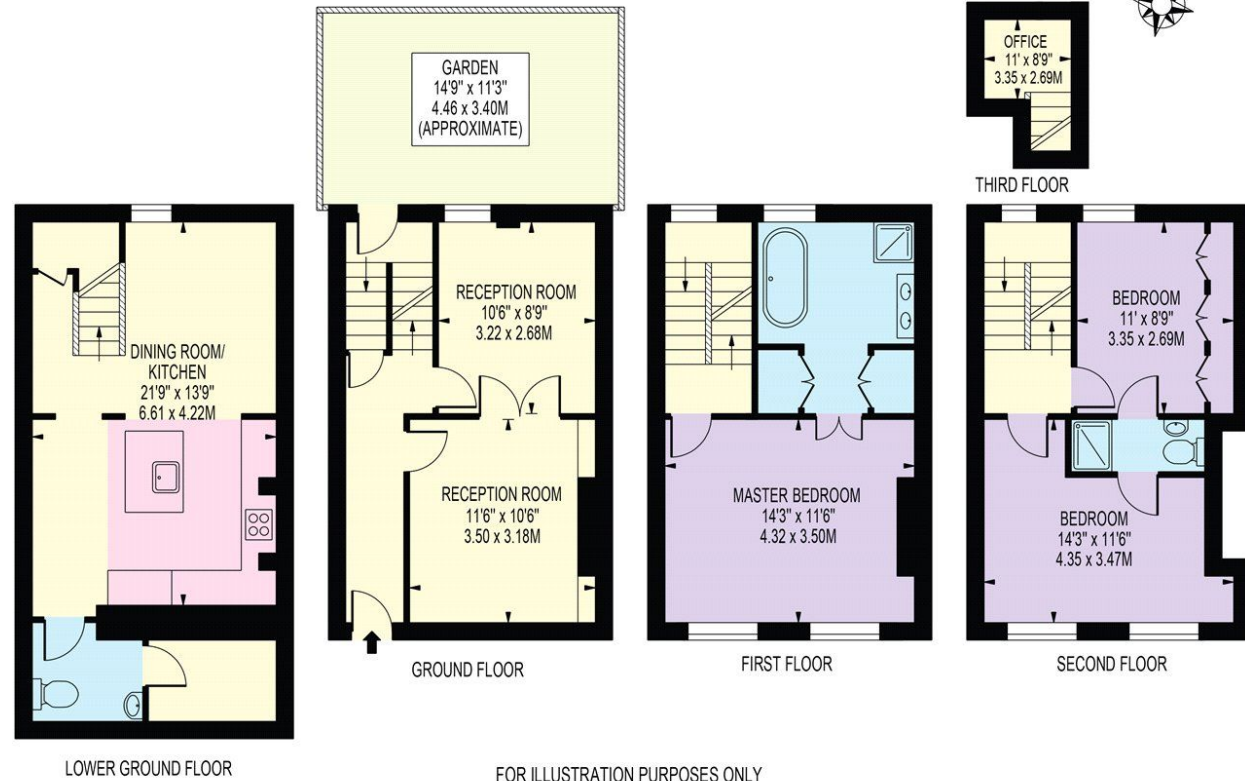 GARDEN
14'9" x 11'3"
4.46 x 3.40M
(APPROXIMATE)
OFFICE
11' x 8'9"
3.35 x 2.69M
THIRD FLOOR
DINING ROOM/
KITCHEN
21'9" x 13'9"
6.61 x 4.22M
LOWER GROUND FLOOR
RECEPTION ROOM
10'6" x 8'9"
3.22 x 2.68M
RECEPTION ROOM
11'6" x 10'6"
3.50 x 3.18M
GROUND FLOOR
MASTER BEDROOM
14'3" x 11'6"
4.32 x 3.50M
FIRST FLOOR
BEDROOM
11' x 8'9"
3.35 x 2.69M
BEDROOM
14'3" x 11'6"
4.35 x 3.47M
SECOND FLOOR
FOR ILLUSTRATION PURPOSES ONLY